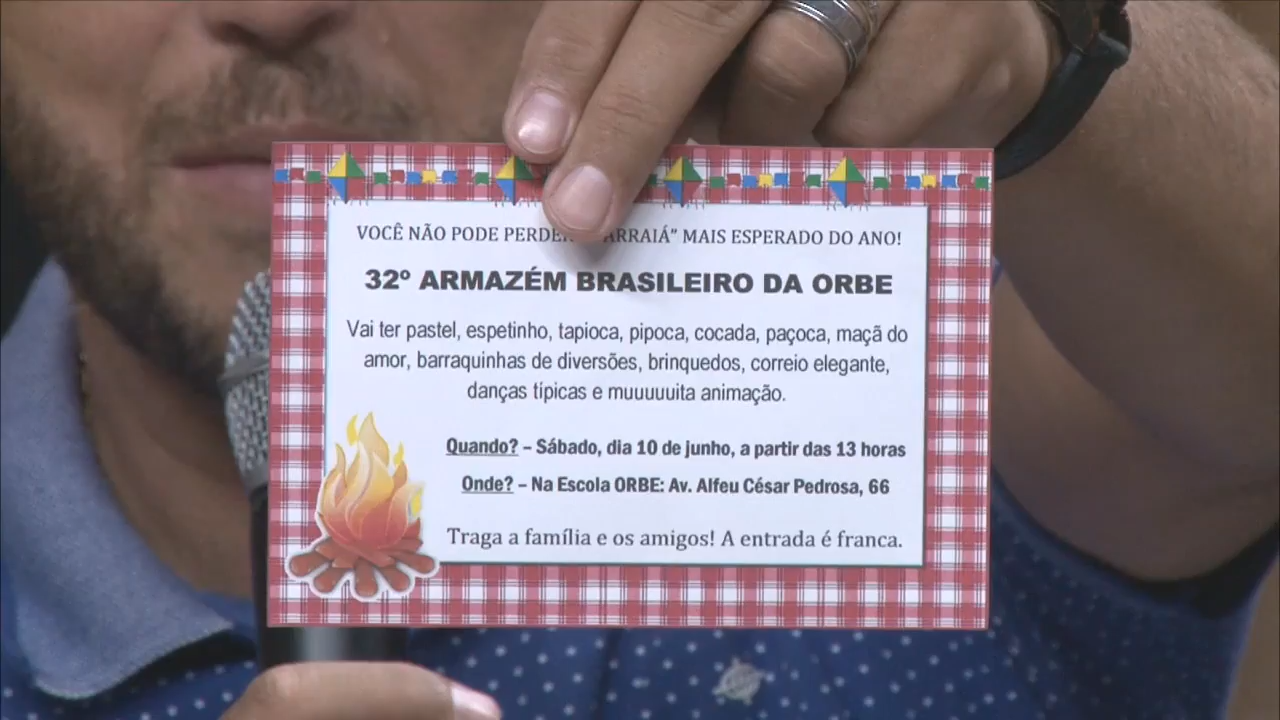 VOCÊ NÃO PODE PERDER ARRAIÁ" MAIS ESPERADO DO ANO!
32º ARMAZÉM BRASILEIRO DA ORBE
Vai ter pastel, espetinho, tapioca, pipoca, cocada, paçoca, maçã do
amor, barraquinhas de diversões, brinquedos, correio elegante,
danças típicas e muuuuuita animação.
Quando? – Sábado, dia 10 de junho, a partir das 13 horas
Onde? – Na Escola ORBE: Av. Alfeu César Pedrosa, 66
Traga a família e os amigos! A entrada é franca.